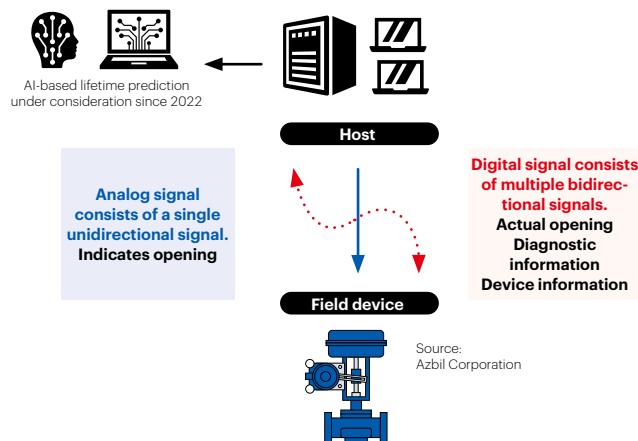 AI-based lifetime prediction
under consideration since 2022
Host
Analog signal
consists of a single
unidirectional signal.
Indicates opening
Digital signal consists
of multiple bidirec-
tional signals.
Actual opening
Diagnostic
information
Device information
Field device
Source:
Azbil Corporation